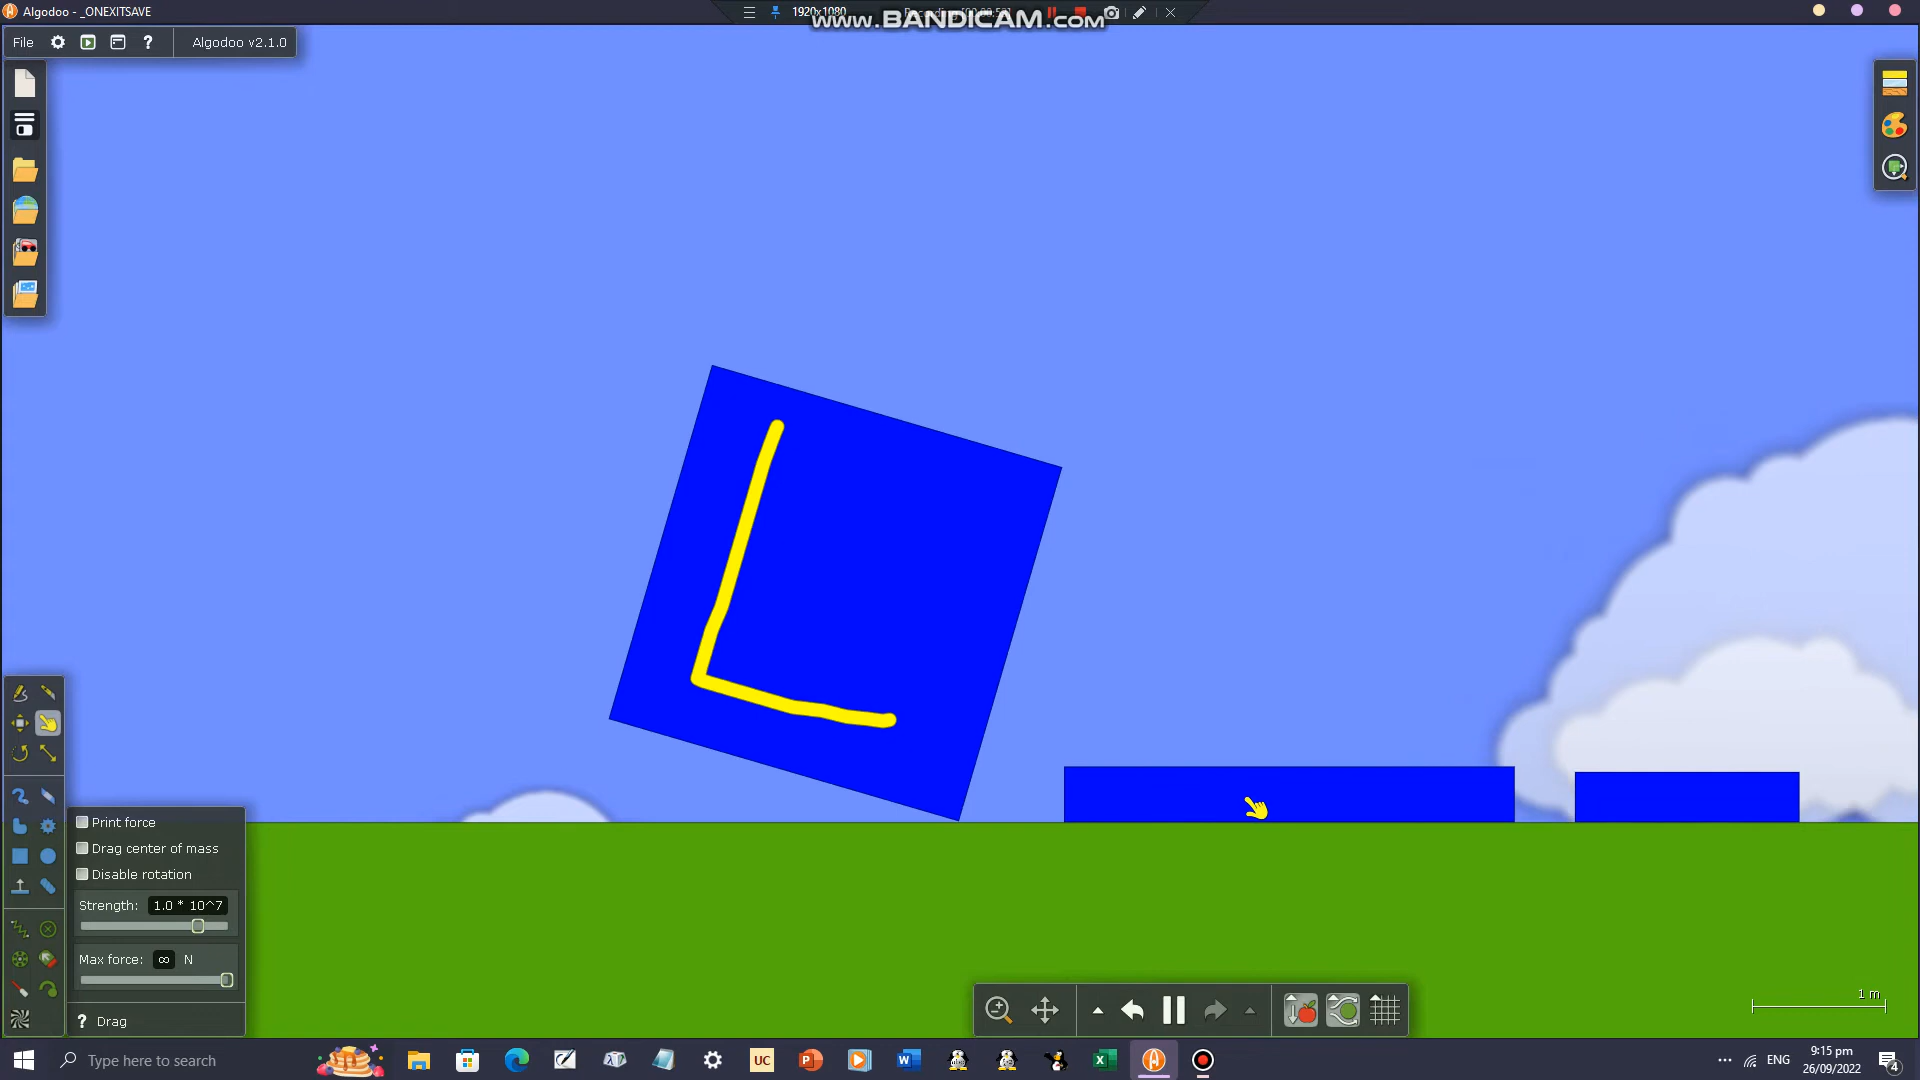 Algodoo - _ONEXITSAVE
1920x1080
www.BANDICAM.com
File
?
Algodoo v2.1.0
L
Print force
Drag center of mass
Disable rotation
Strength: 1.0 * 10^7
Max force: ∞ N
? Drag
1 m
Type here to search
UC
ENG
9:15 pm
26/09/2022
4